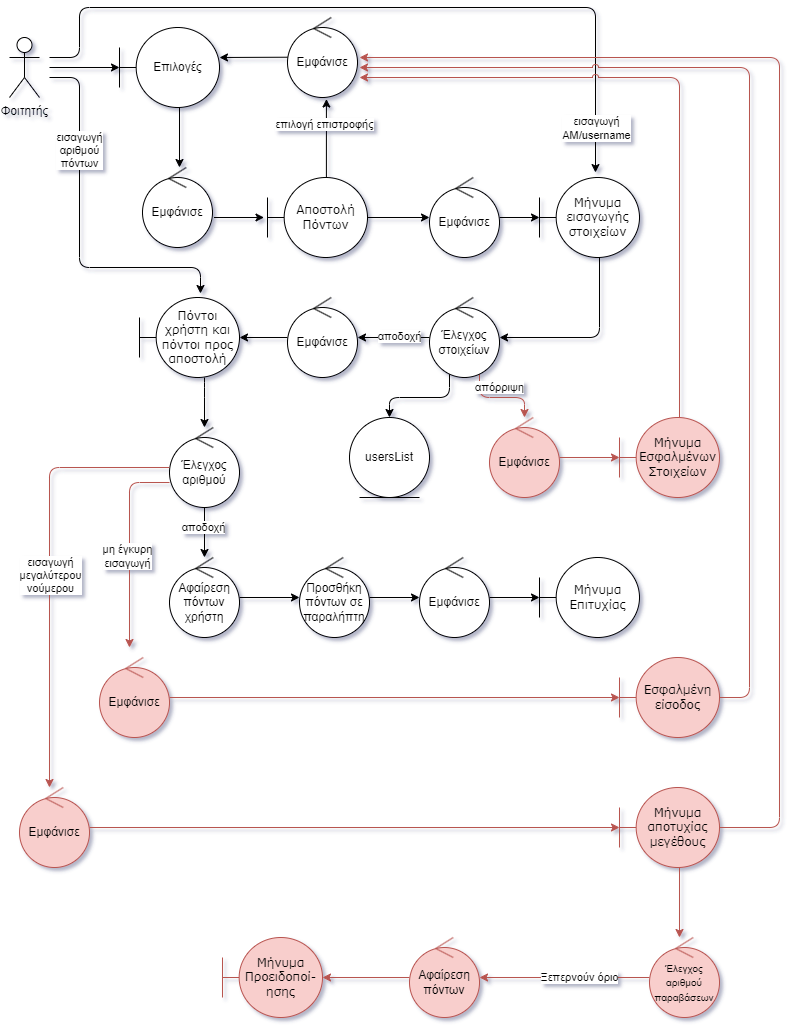 Φοιτητής
Επιλογές
Εμφάνισε
επιλογή επιστροφής
εισαγωγή
AM/username
εισαγωγή
αριθμού
πόντων
Εμφάνισε
Αποστολή
Πόντων
Εμφάνισε
Μήνυμα
εισαγωγής
στοιχείων
Πόντοι
χρήστη και
πόντοι προς
αποστολή
Εμφάνισε
αποδοχή
Έλεγχος
στοιχείων
απόρριψη
usersList
Εμφάνισε
Μήνυμα
Εσφαλμένων
Στοιχείων
Έλεγχος
αριθμού
αποδοχή
μη έγκυρη
εισαγωγή
εισαγωγή
μεγαλύτερου
νούμερου
Αφαίρεση
πόντων
χρήστη
Προσθήκη
πόντων σε
παραλήπτη
Εμφάνισε
Μήνυμα
Επιτυχίας
Εμφάνισε
Εσφαλμένη
είσοδος
Εμφάνισε
Μήνυμα
αποτυχίας
μεγέθους
Μήνυμα
Προειδοποί-
ησης
Αφαίρεση
πόντων
Ξεπερνούν όριο
Έλεγχος
αριθμού
παραβάσεων